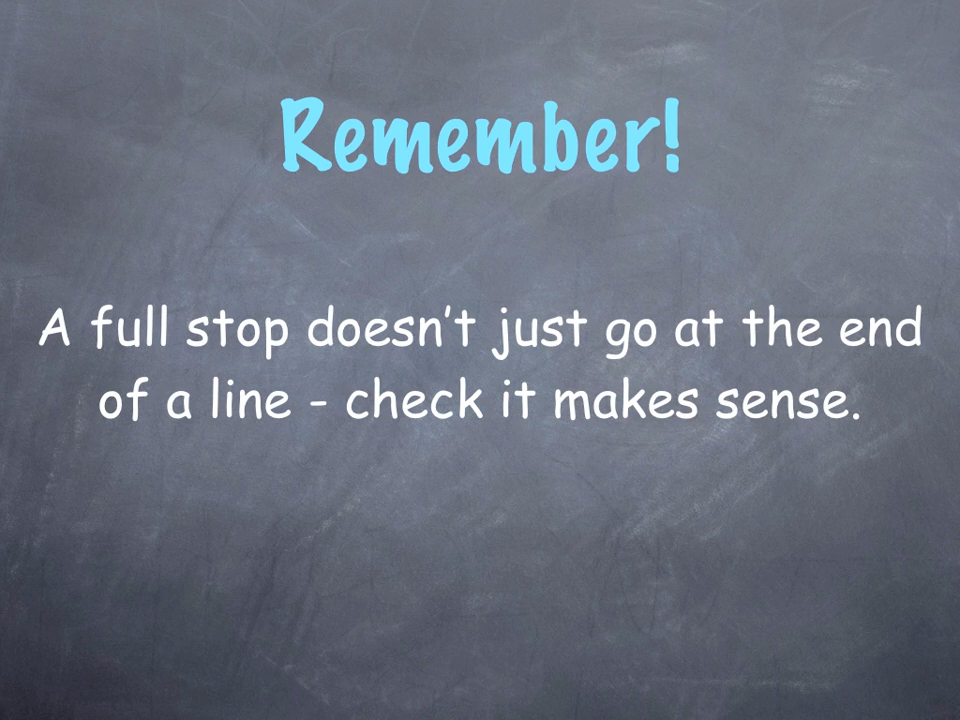 Remember!
A full stop doesn’t just go at the end
of a line - check it makes sense.